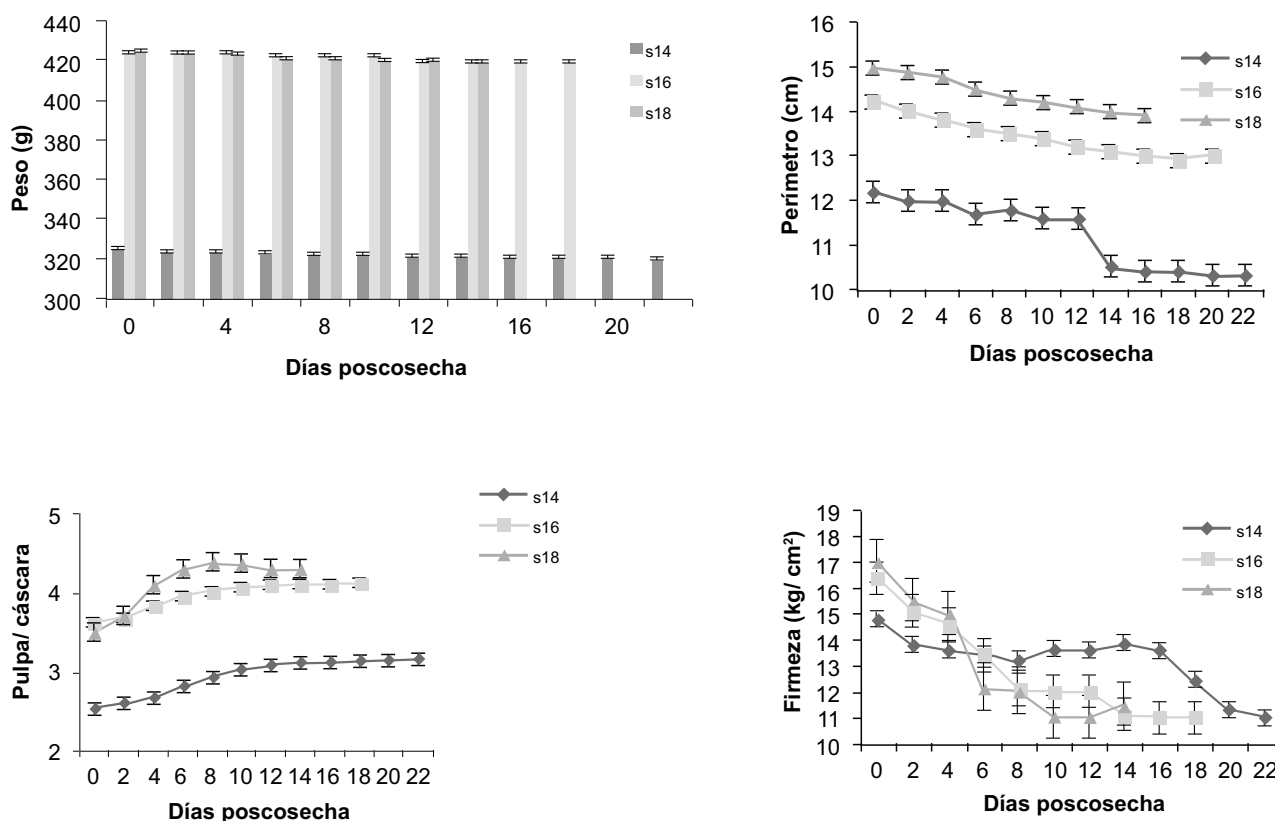 440
420
400
380
360
340
320
300
Peso (g)
0 4 8 12 16 20
Días poscosecha
s14
s16
s18
16
15
14
13
12
11
10
Perímetro (cm)
0 2 4 6 8 10 12 14 16 18 20 22
Días poscosecha
s14
s16
s18
5
4
3
2
Pulpa/ cáscara
0 2 4 6 8 10 12 14 16 18 20 22
Días poscosecha
s14
s16
s18
19
18
17
16
15
14
13
12
11
10
Firmeza (kg/ cm²)
0 2 4 6 8 10 12 14 16 18 20 22
Días poscosecha
s14
s16
s18